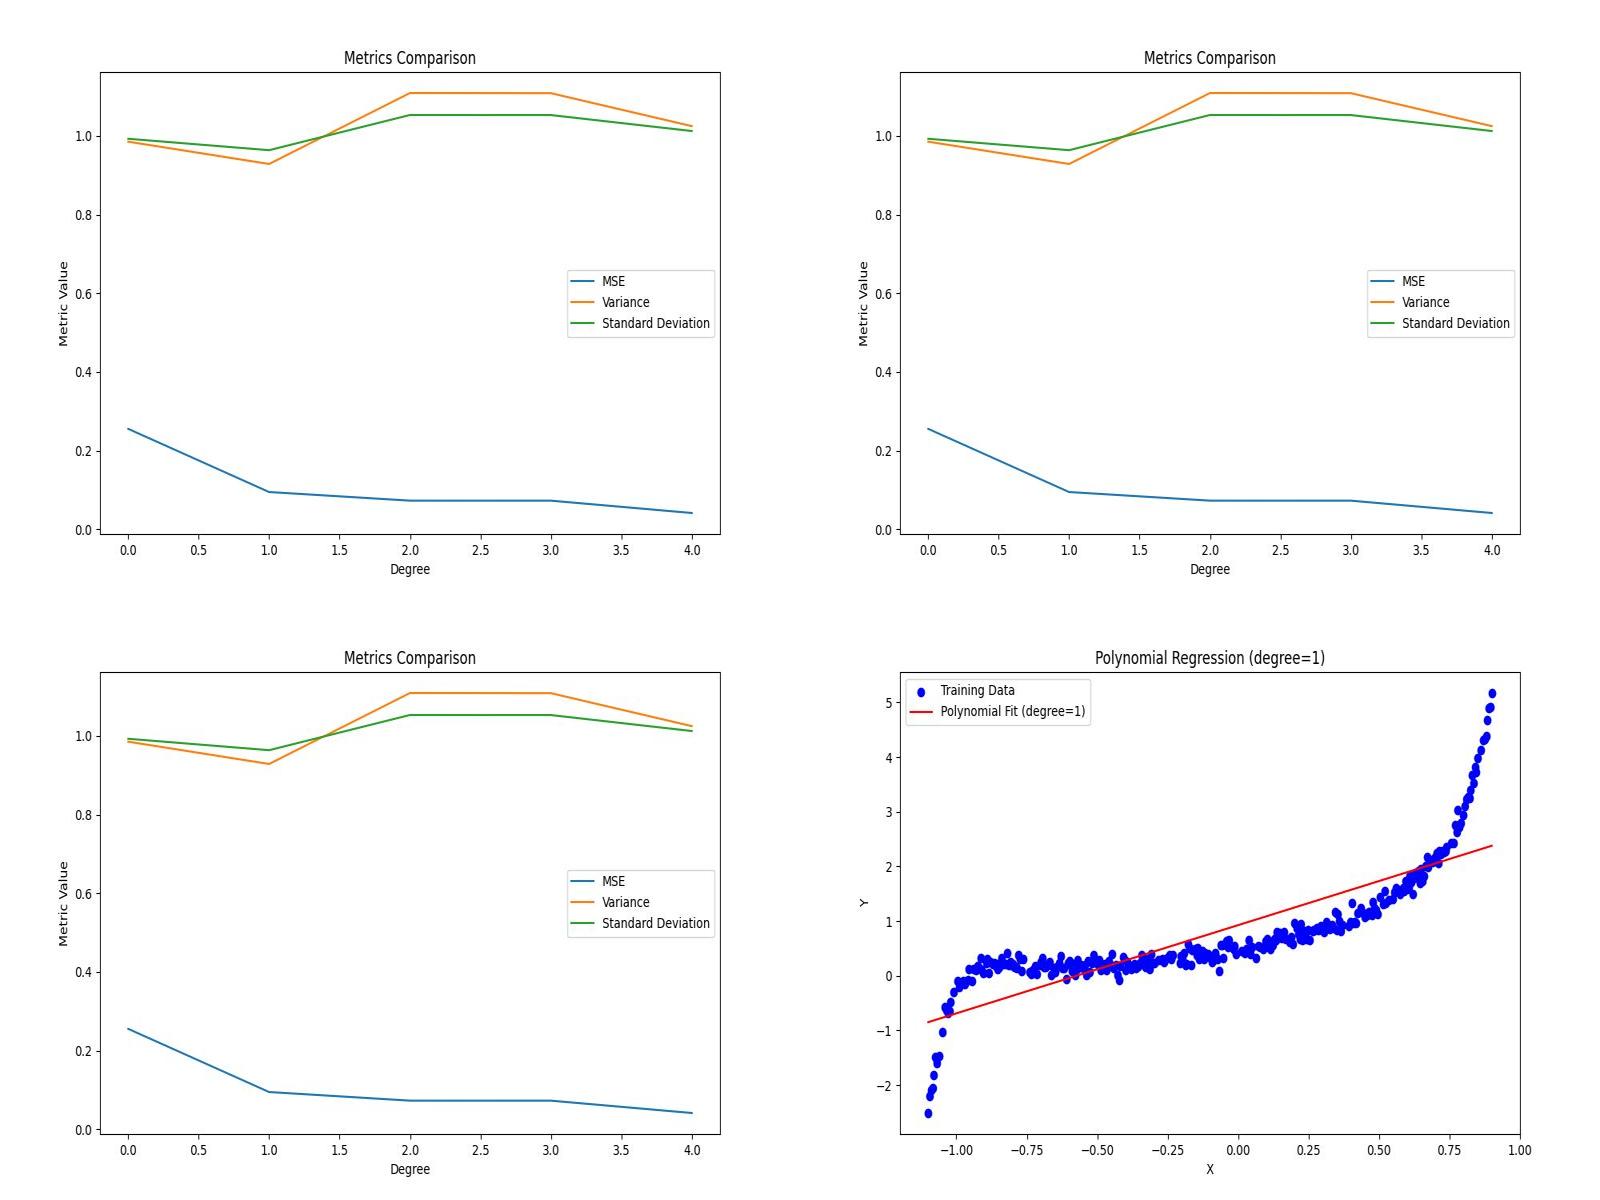 Metrics Comparison
Metric Value
1.0
0.8
0.6
0.4
0.2
0.0
MSE
Variance
Standard Deviation
0.0 0.5 1.0 1.5 2.0 2.5 3.0 3.5 4.0
Degree
Metrics Comparison
Metric Value
1.0
0.8
0.6
0.4
0.2
0.0
MSE
Variance
Standard Deviation
0.0 0.5 1.0 1.5 2.0 2.5 3.0 3.5 4.0
Degree
Metrics Comparison
Metric Value
1.0
0.8
0.6
0.4
0.2
0.0
MSE
Variance
Standard Deviation
0.0 0.5 1.0 1.5 2.0 2.5 3.0 3.5 4.0
Degree
Polynomial Regression (degree=1)
Training Data
Polynomial Fit (degree=1)
Y
5
4
3
2
1
0
−1
−2
−1.00 −0.75 −0.50 −0.25 0.00 0.25 0.50 0.75 1.00
X